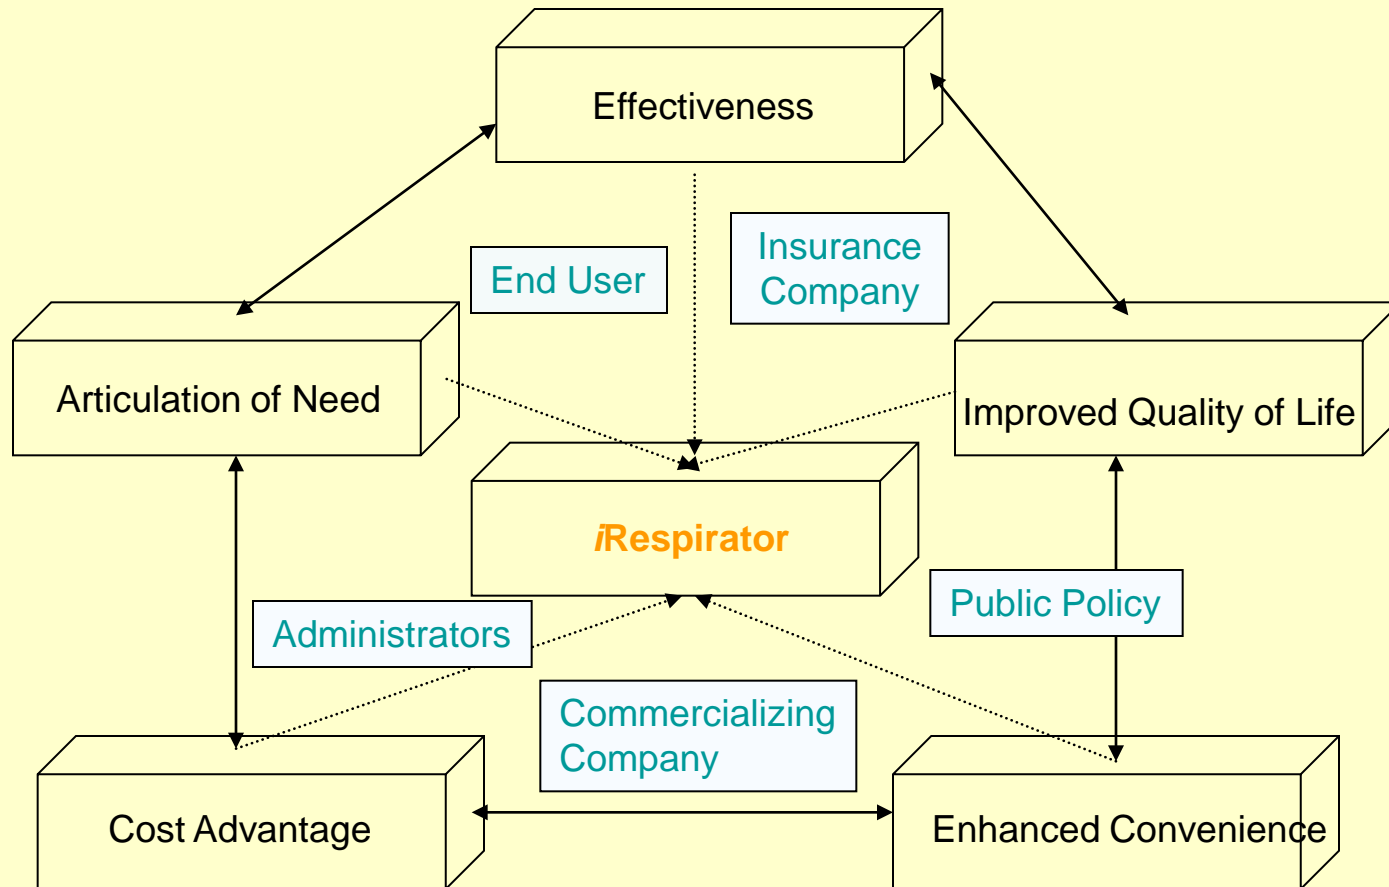 Effectiveness
End User
Insurance
Company
Articulation of Need
Improved Quality of Life
iRespirator
Administrators
Public Policy
Commercializing
Company
Cost Advantage
Enhanced Convenience